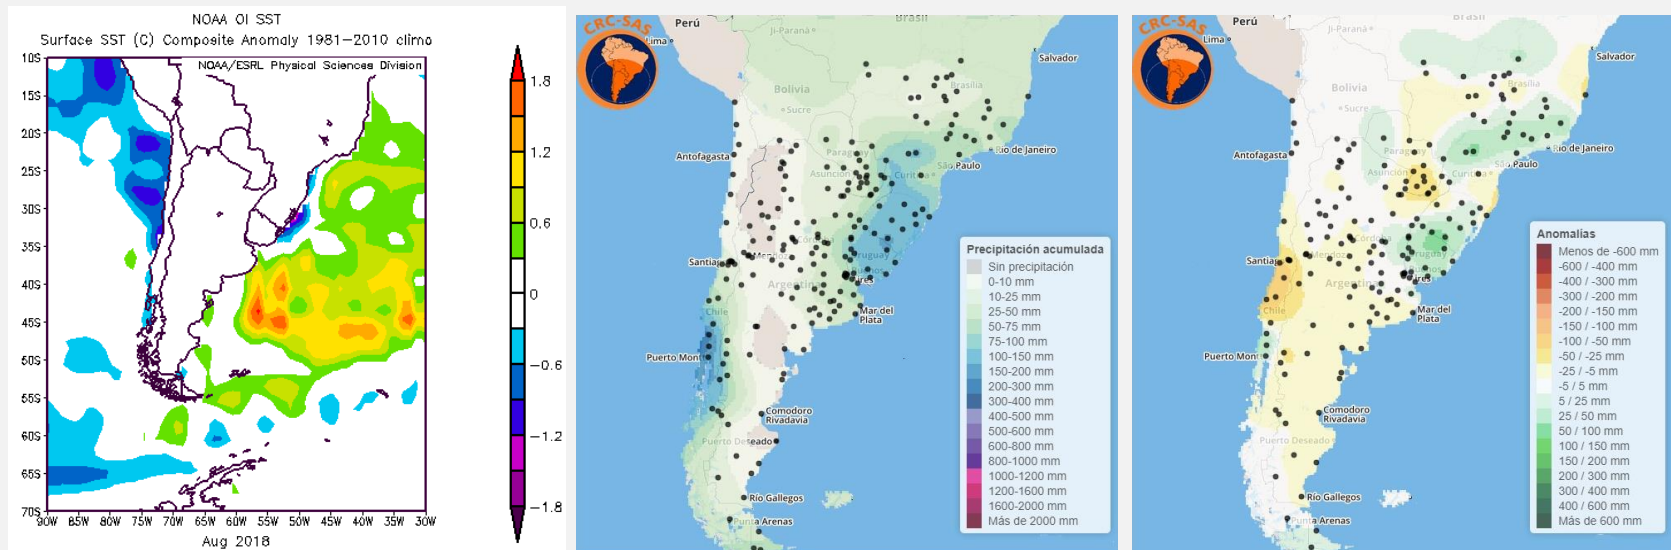 NOAA OI SST
Surface SST (C) Composite Anomaly 1981-2010 climo
NOAA/ESRL Physical Sciences Division
10S
15S
20S
25S
30S
35S
40S
45S
50S
55S
60S
65S
70S
90W 85W 80W 75W 70W 65W 60W 55W 50W 45W 40W 35W 30W
Aug 2018
1.8
1.2
0.6
0
-0.6
-1.2
-1.8
CRC-SAS
Perú
Lima
Brasil
Ji-Paraná
Salvador
Bolivia
Sucre
Brasília
Antofagasta
Paraguay
Asunción
Rio de Janeiro
São Paulo
Curitiba
Córdoba
Uruguay
Santiago
Mendoza
Buenos Aires
Argentina
Mar del
Plata
Chile
Puerto Mont
Comodoro
Rivadavia
Puerto Deseado
Río Gallegos
Punta Arenas
Precipitación acumulada
Sin precipitación
0-10 mm
10-25 mm
25-50 mm
50-75 mm
75-100 mm
100-150 mm
150-200 mm
200-300 mm
300-400 mm
400-500 mm
500-600 mm
600-800 mm
800-1000 mm
1000-1200 mm
1200-1600 mm
1600-2000 mm
Más de 2000 mm
CRC-SAS
Perú
Lima
Brasil
Ji-Paraná
Salvador
Bolivia
Sucre
Brasília
Antofagasta
Paraguay
Asunción
Rio de Janeiro
São Paulo
Curitiba
Córdoba
Uruguay
Santiago
Mendoza
Buenos Aires
Argentina
Mar del
Plata
Chile
Puerto Mont
Comodoro
Rivadavia
Puerto Deseado
Río Gallegos
Punta Arenas
Anomalias
Menos de -600 mm
-600 / -400 mm
-400 / -300 mm
-300 / -200 mm
-200 / -150 mm
-150 / -100 mm
-100 / -50 mm
-50 / -25 mm
-25 / -5 mm
-5 / 5 mm
5 / 25 mm
25 / 50 mm
50 / 100 mm
100 / 150 mm
150 / 200 mm
200 / 300 mm
300 / 400 mm
400 / 600 mm
Más de 600 mm